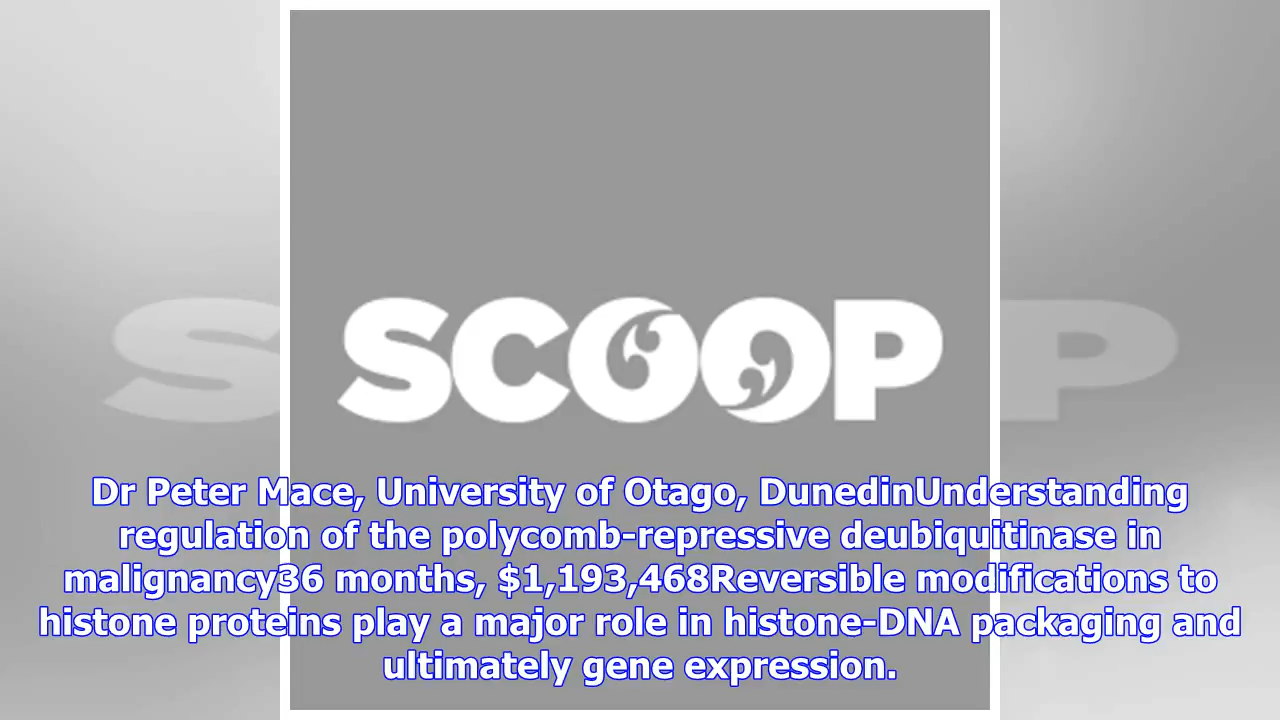 SCOOP
Dr Peter Mace, University of Otago, DunedinUnderstanding
regulation of the polycomb-repressive deubiquitinase in
malignancy36 months, $1,193,468Reversible modifications to
histone proteins play a major role in histone-DNA packaging and
ultimately gene expression.